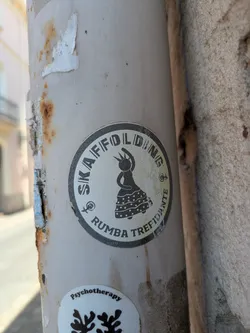 SKAFFOLDING
RUMBA TREPIDANTE
Psychotherapy